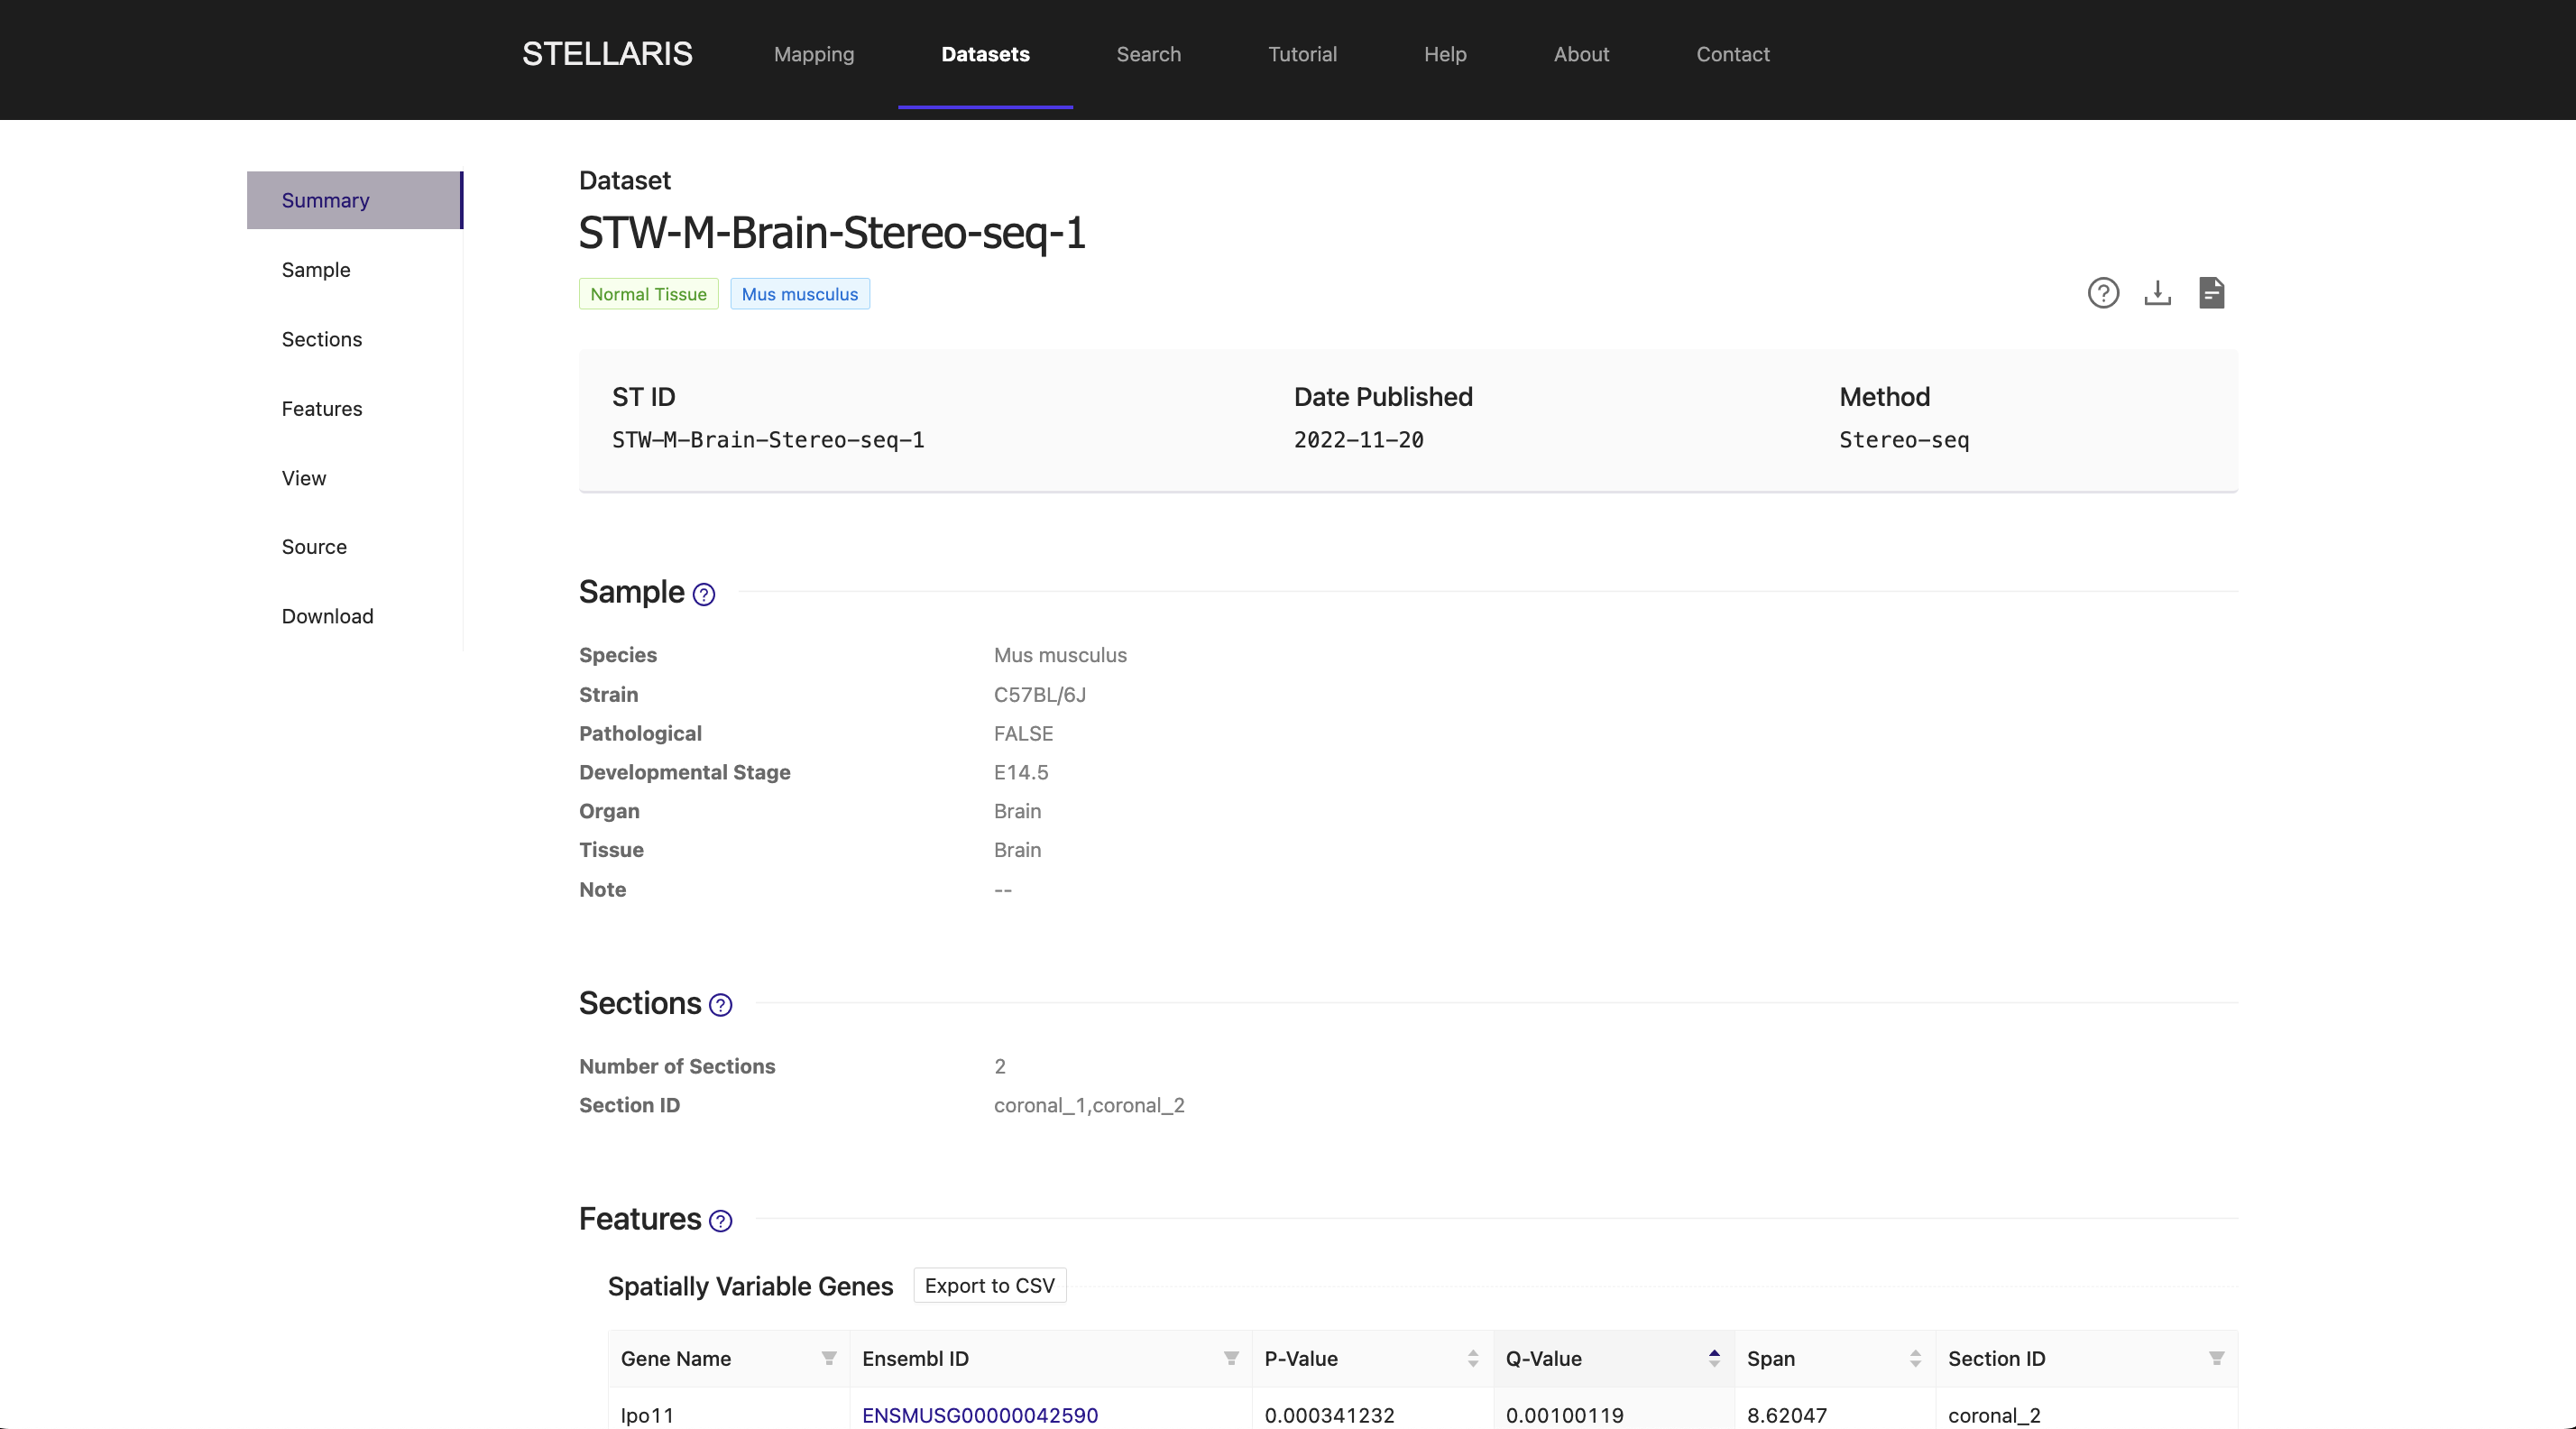 STELLARIS Mapping Datasets Search Tutorial Help About Contact
Summary
Sample
Sections
Features
View
Source
Download
Dataset
STW-M-Brain-Stereo-seq-1
Normal Tissue Mus musculus
ST ID Date Published Method
STW-M-Brain-Stereo-seq-1 2022-11-20 Stereo-seq
Sample
Species Mus musculus
Strain C57BL/6J
Pathological FALSE
Developmental Stage E14.5
Organ Brain
Tissue Brain
Note --
Sections
Number of Sections 2
Section ID coronal_1,coronal_2
Features
Spatially Variable Genes Export to CSV
Gene Name Ensembl ID P-Value Q-Value Span Section ID
Ipo11 ENSMUSG00000042590 0.000341232 0.00100119 8.62047 coronal_2